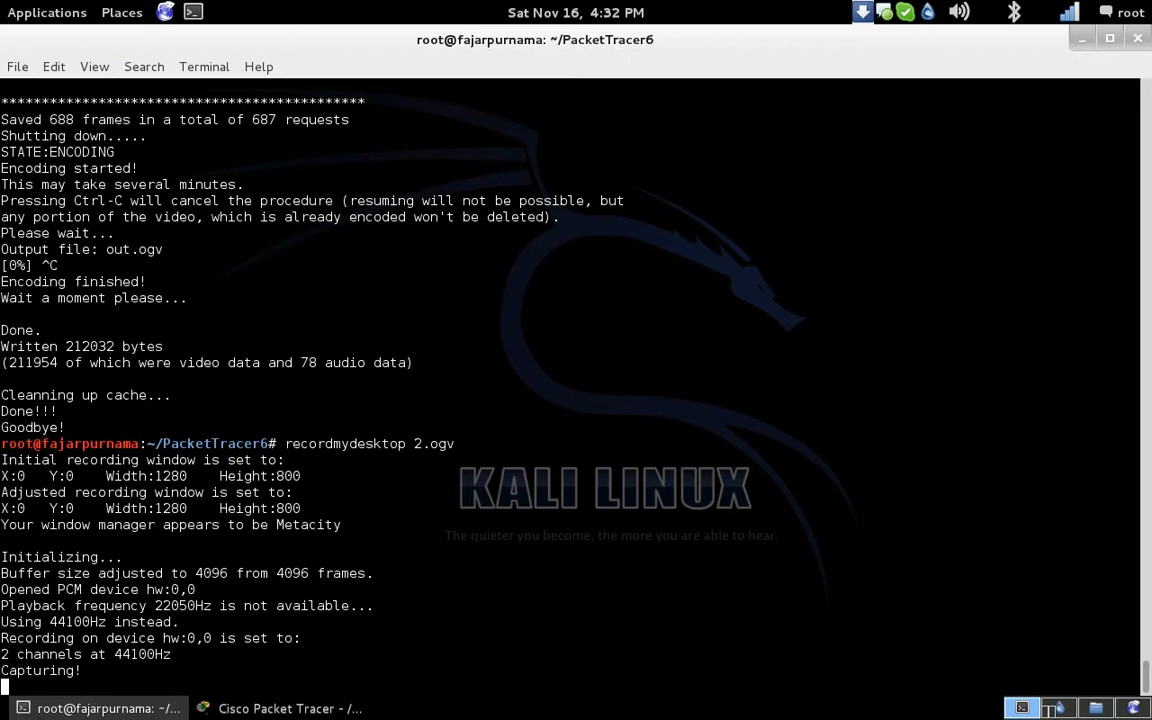 Applications Places Sat Nov 16, 4:32 PM root
root@fajarpurnama: ~/PacketTracer6
File Edit View Search Terminal Help
*********************************************
Saved 688 frames in a total of 687 requests
Shutting down.....
STATE:ENCODING
Encoding started!
This may take several minutes.
Pressing Ctrl-C will cancel the procedure (resuming will not be possible, but
any portion of the video, which is already encoded won't be deleted).
Please wait...
Output file: out.ogv
[0%] ^C
Encoding finished!
Wait a moment please...
Done.
Written 212032 bytes
(211954 of which were video data and 78 audio data)
Cleanning up cache...
Done!!!
Goodbye!
root@fajarpurnama:~/PacketTracer6# recordmydesktop 2.ogv
Initial recording window is set to:
X:0   Y:0    Width:1280    Height:800
Adjusted recording window is set to:
X:0   Y:0    Width:1280    Height:800
Your window manager appears to be Metacity
KALI LINUX
The quieter you become, the more you are able to hear.
Initializing...
Buffer size adjusted to 4096 from 4096 frames.
Opened PCM device hw:0,0
Playback frequency 22050Hz is not available...
Using 44100Hz instead.
Recording on device hw:0,0 is set to:
2 channels at 44100Hz
Capturing!
root@fajarpurnama: ~/... Cisco Packet Tracer - /...